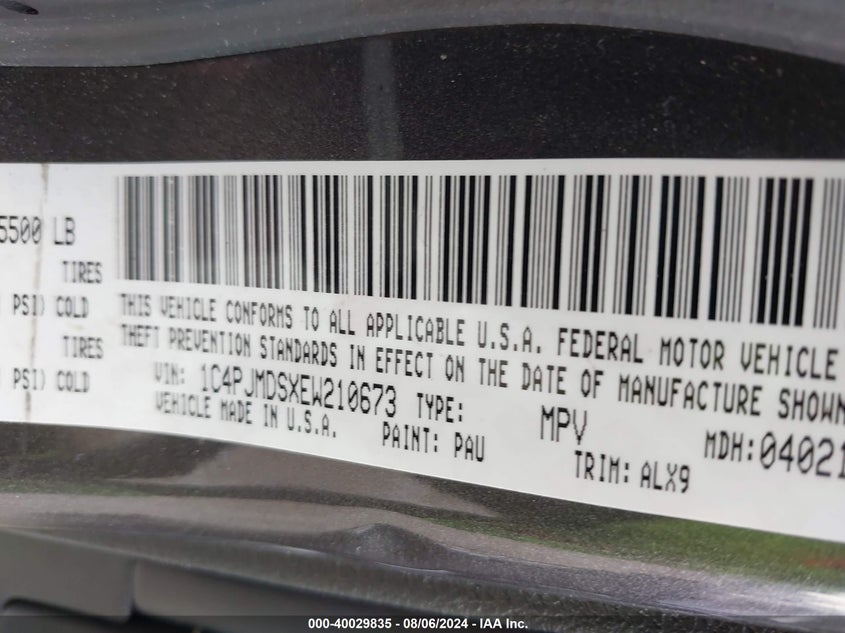 5500 LB
TIRES
PSI) COLD
TIRES
PSI) COLD
THIS VEHICLE CONFORMS TO ALL APPLICABLE U.S.A. FEDERAL MOTOR VEHICLE
THEFT PREVENTION STANDARDS IN EFFECT ON THE DATE OF MANUFACTURE SHOWN
VIN: 1C4PJMDSXEW210673 TYPE: MPV MDH: 04021
VEHICLE MADE IN U.S.A. PAINT: PAU TRIM: ALX9
000-40029835 - 08/06/2024 - IAA Inc.